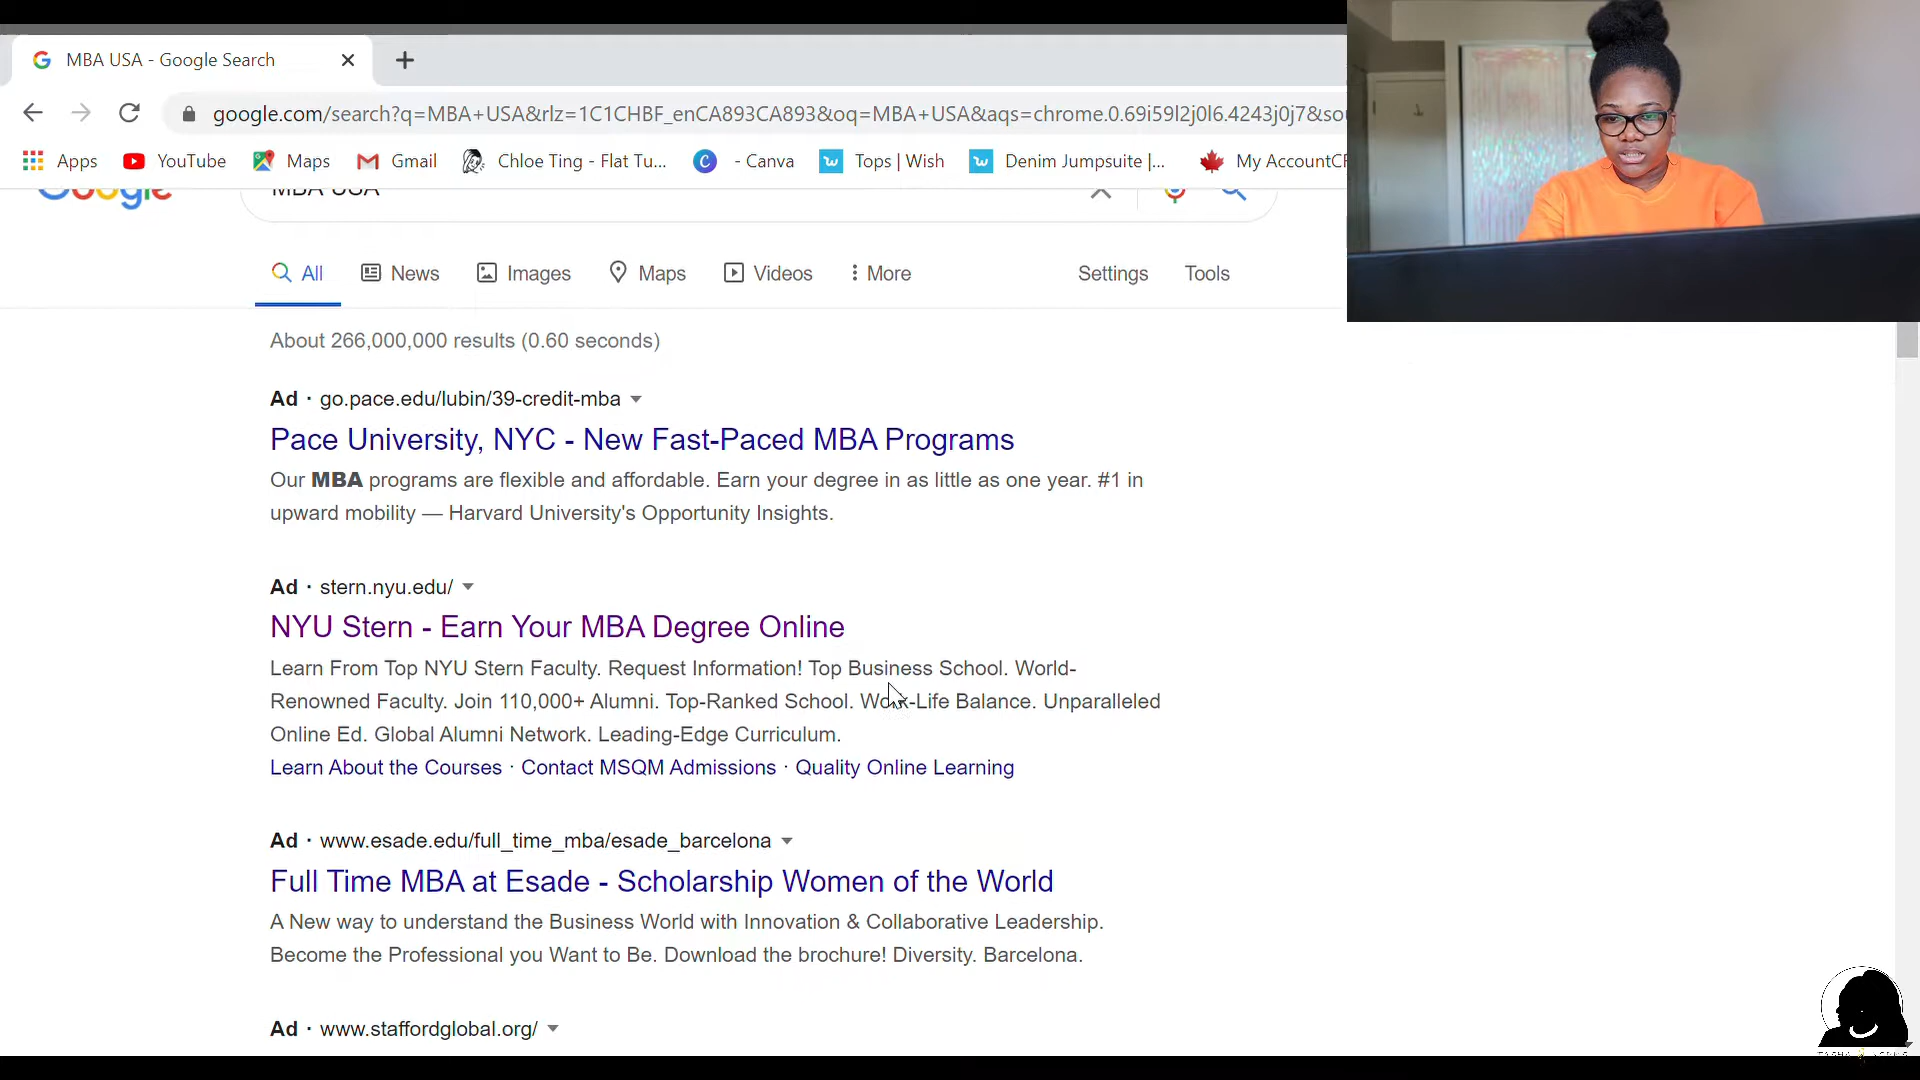 MBA USA - Google Search
google.com/search?q=MBA+USA&rlz=1C1CHBF_enCA893CA893&oq=MBA+USA&aqs=chrome.0.69i59l2j0l6.4243j0j7&sou
Apps YouTube Maps Gmail Chloe Ting - Flat Tu... - Canva Tops | Wish Denim Jumpsuite |... My AccountCR
Google MBA USA
All News Images Maps Videos More Settings Tools
About 266,000,000 results (0.60 seconds)
Ad · go.pace.edu/lubin/39-credit-mba
Pace University, NYC - New Fast-Paced MBA Programs
Our MBA programs are flexible and affordable. Earn your degree in as little as one year. #1 in
upward mobility — Harvard University's Opportunity Insights.
Ad · stern.nyu.edu/
NYU Stern - Earn Your MBA Degree Online
Learn From Top NYU Stern Faculty. Request Information! Top Business School. World-
Renowned Faculty. Join 110,000+ Alumni. Top-Ranked School. Work-Life Balance. Unparalleled
Online Ed. Global Alumni Network. Leading-Edge Curriculum.
Learn About the Courses · Contact MSQM Admissions · Quality Online Learning
Ad · www.esade.edu/full_time_mba/esade_barcelona
Full Time MBA at Esade - Scholarship Women of the World
A New way to understand the Business World with Innovation & Collaborative Leadership.
Become the Professional you Want to Be. Download the brochure! Diversity. Barcelona.
Ad · www.staffordglobal.org/